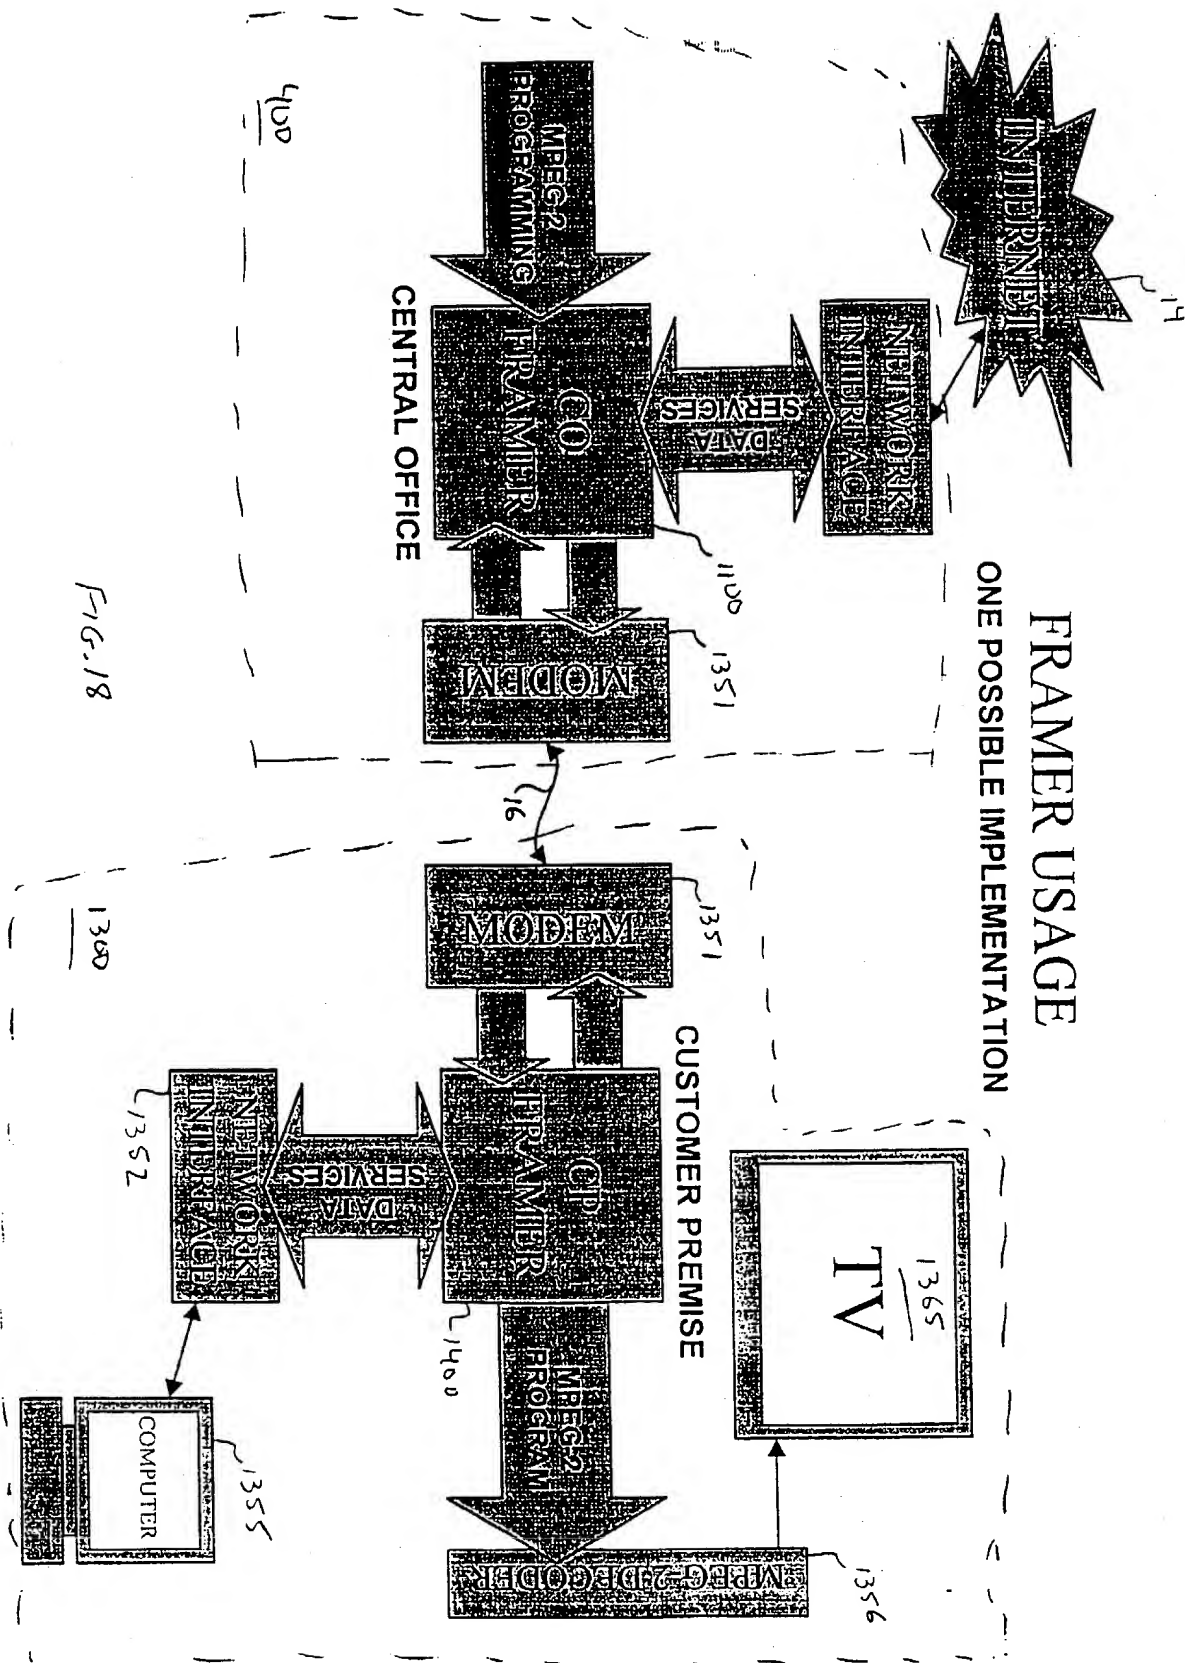 FRAMER USAGE
ONE POSSIBLE IMPLEMENTATION
14
INTERNET
NETWORK
INTERFACE
DATA
SERVICES
MPEG-2
PROGRAMMING
CO
FRAMER
1100
CENTRAL OFFICE
MODEM
1351
400
16
MODEM
1351
CUSTOMER PREMISE
CP
FRAMER
1400
DATA
SERVICES
NETWORK
INTERFACE
1352
MPEG-2
PROGRAM
MPEG-2 DECODER
1356
1365
TV
COMPUTER
1355
1300
FIG. 18